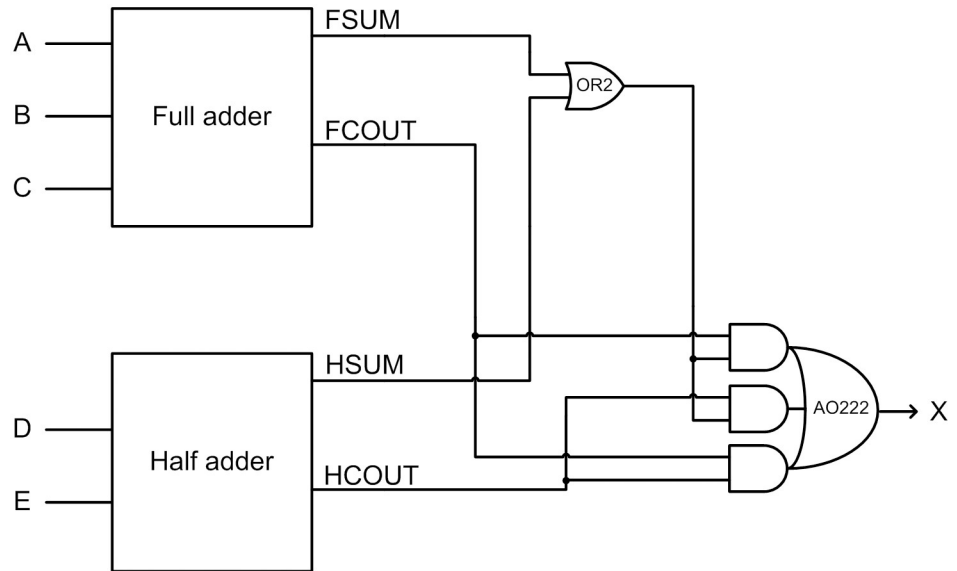 A
B
C
Full adder
FSUM
FCOUT
OR2
D
E
Half adder
HSUM
HCOUT
AO222
X